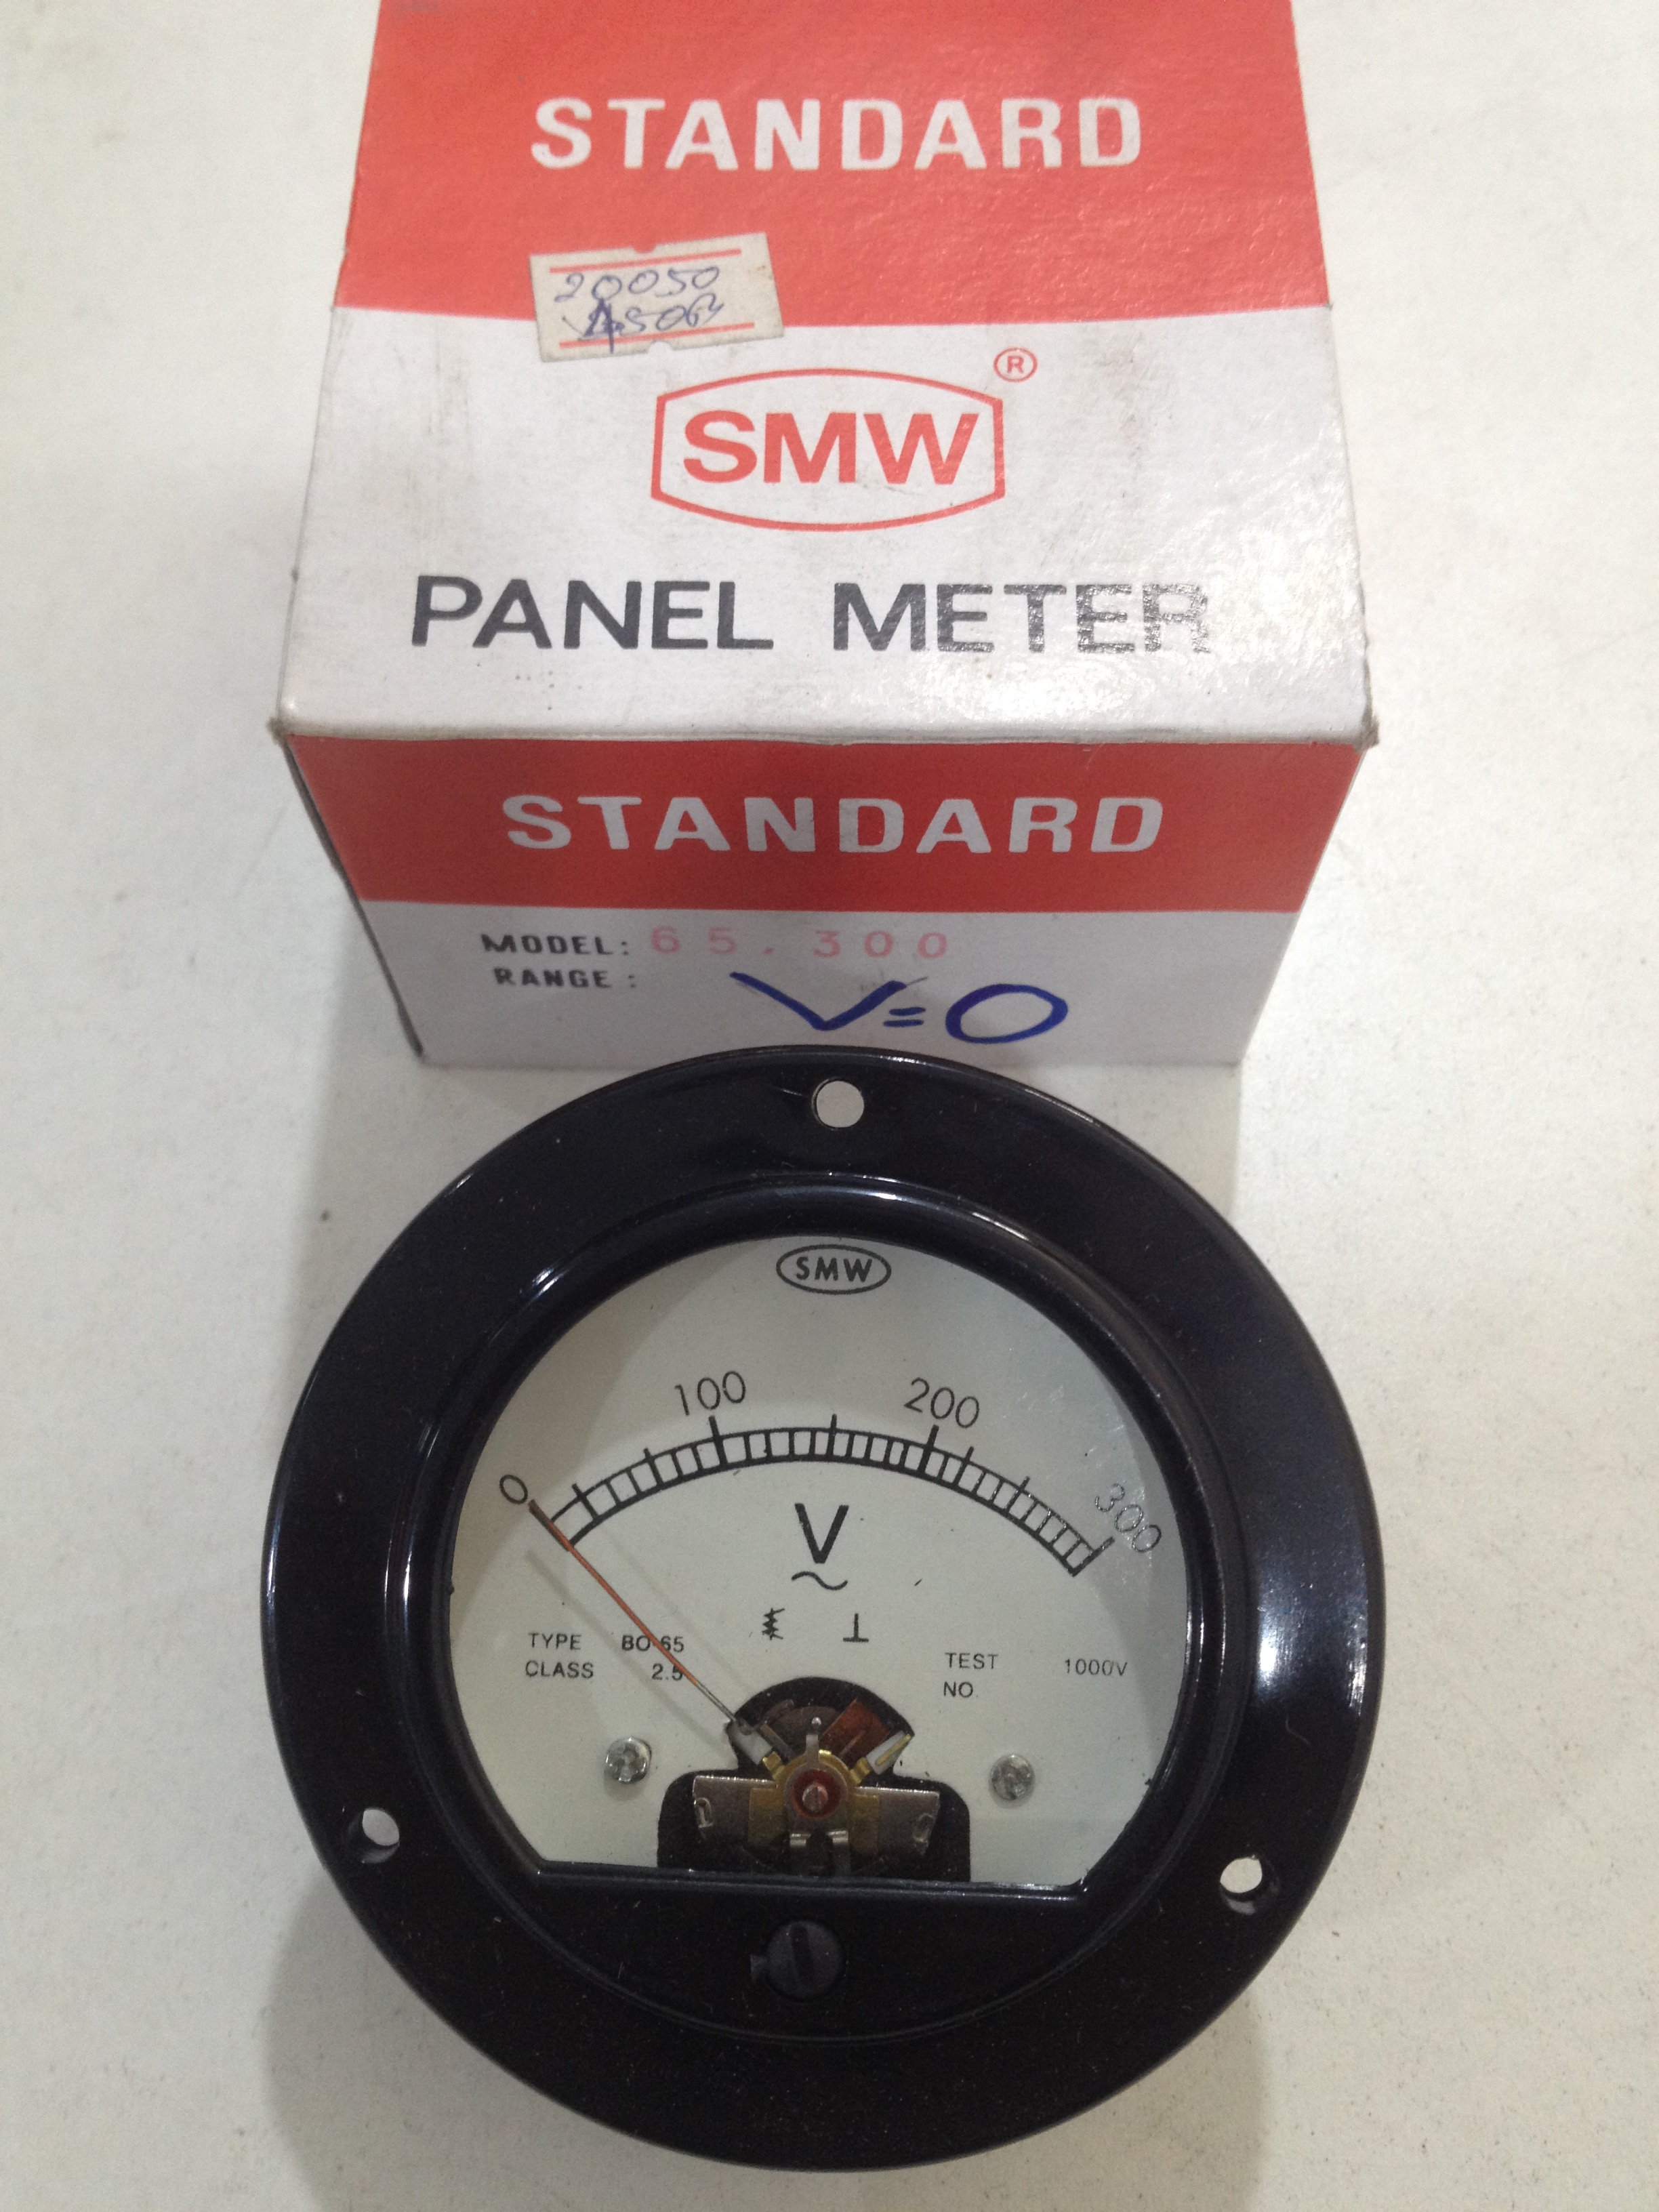 STANDARD
20050
SMW ®
PANEL METER
STANDARD
MODEL: 65.300
RANGE: V=0
SMW
0 100 200 300
V
~
TYPE BO-65
CLASS 2.5
TEST 1000V
NO.